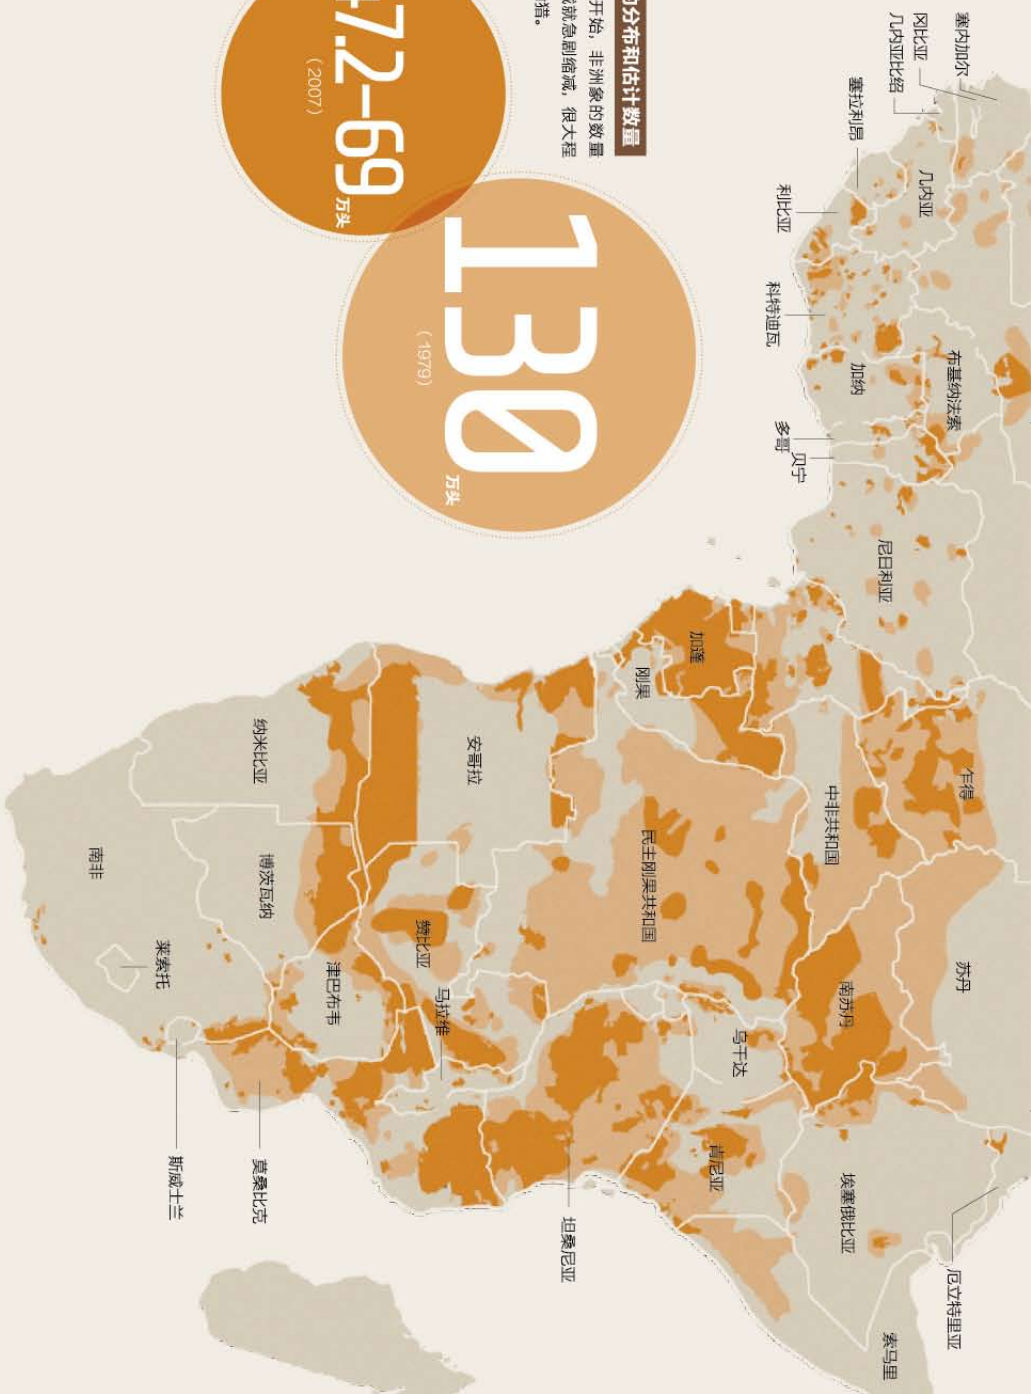 分布和估计数量
开始，非洲象的数量
就急剧缩减，很大程
猎。
7.2–69万头
（2007）
130万头
（1979）
塞内加尔
冈比亚
几内亚比绍
塞拉利昂
几内亚
利比亚
科特迪瓦
布基纳法索
加纳
多哥
贝宁
尼日利亚
乍得
苏丹
厄立特里亚
中非共和国
南苏丹
埃塞俄比亚
索马里
加蓬
刚果
民主刚果共和国
乌干达
肯尼亚
坦桑尼亚
安哥拉
赞比亚
马拉维
纳米比亚
博茨瓦纳
津巴布韦
莫桑比克
南非
莱索托
斯威士兰